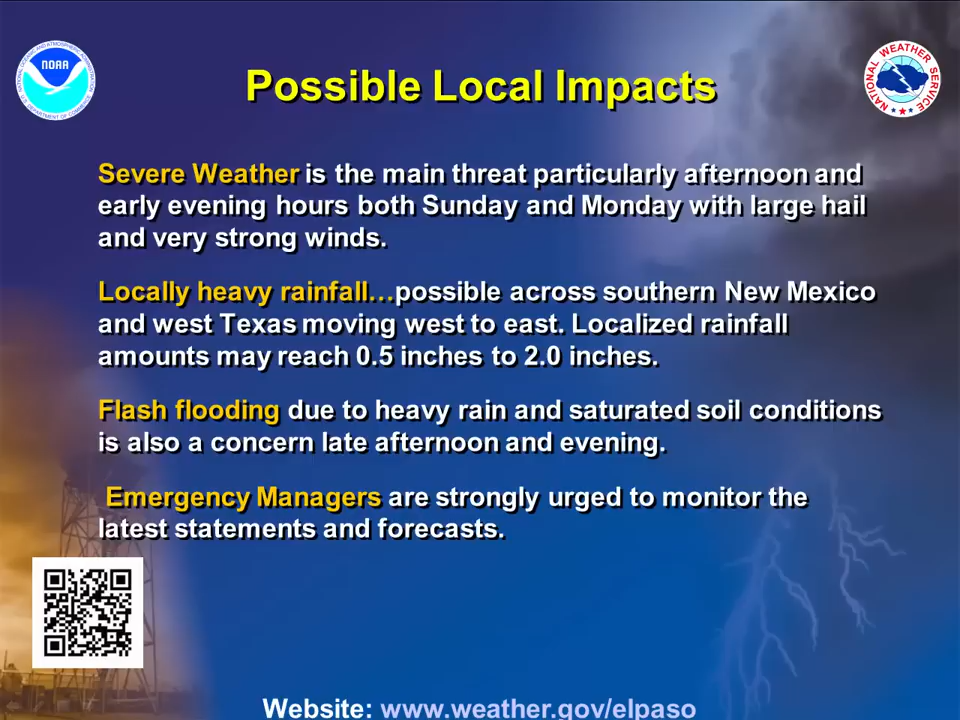 NOAA
Possible Local Impacts
NATIONAL WEATHER SERVICE
Severe Weather is the main threat particularly afternoon and
early evening hours both Sunday and Monday with large hail
and very strong winds.
Locally heavy rainfall…possible across southern New Mexico
and west Texas moving west to east. Localized rainfall
amounts may reach 0.5 inches to 2.0 inches.
Flash flooding due to heavy rain and saturated soil conditions
is also a concern late afternoon and evening.
Emergency Managers are strongly urged to monitor the
latest statements and forecasts.
Website: www.weather.gov/elpaso